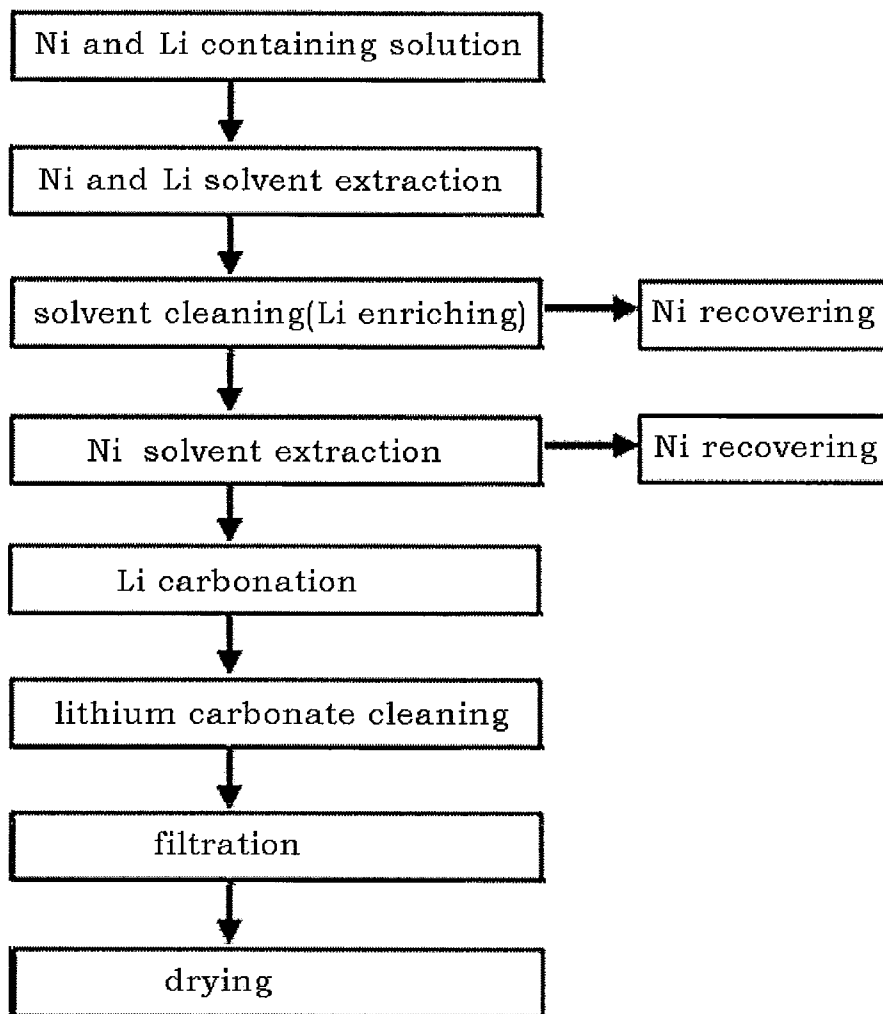 Ni and Li containing solution
Ni and Li solvent extraction
solvent cleaning(Li enriching)
Ni recovering
Ni solvent extraction
Ni recovering
Li carbonation
lithium carbonate cleaning
filtration
drying